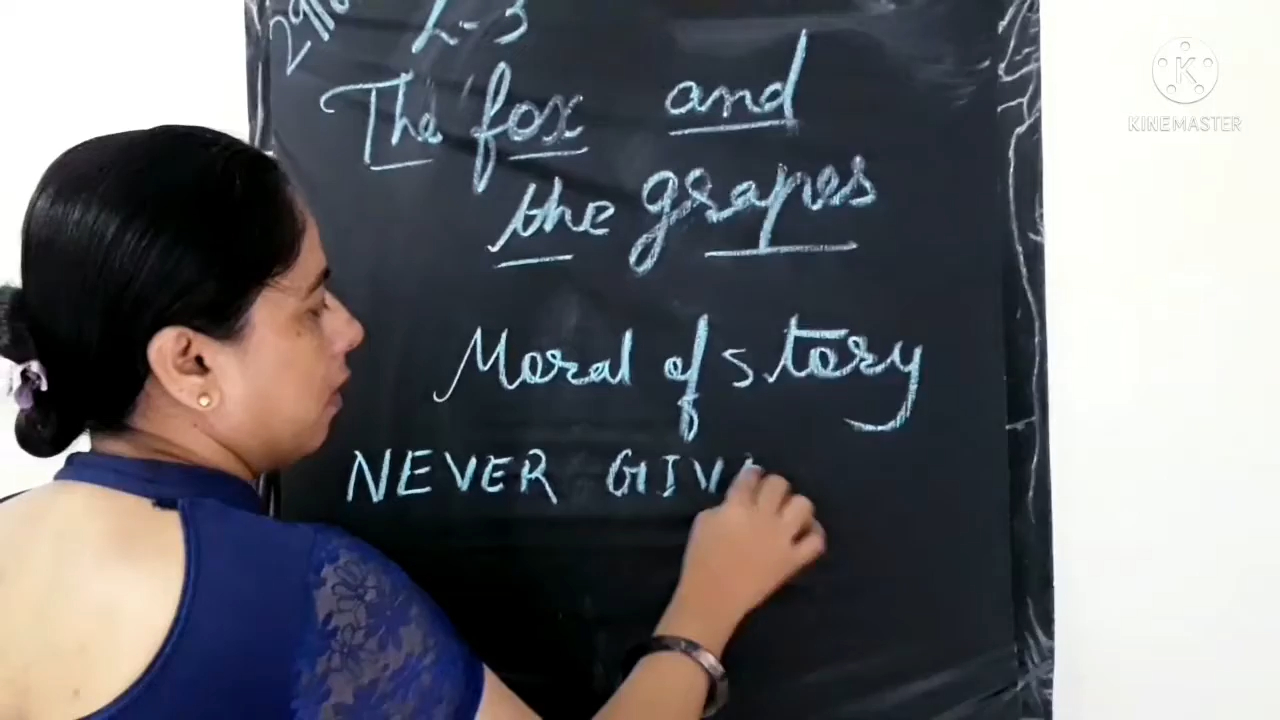 L-3
The fox and
the grapes
Moral of story
NEVER GIV
KINEMASTER